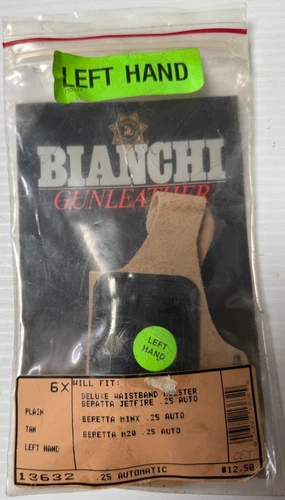 LEFT HAND
BIANCHI
GUNLEATHER
LEFT
HAND
6X WILL FIT:
DELUXE WAISTBAND HOLSTER
BERATTA JETFIRE .25 AUTO
PLAIN
BERETTA MINX .25 AUTO
TAN
BERETTA M20 .25 AUTO
LEFT HAND
13632 .25 AUTOMATIC $12.50